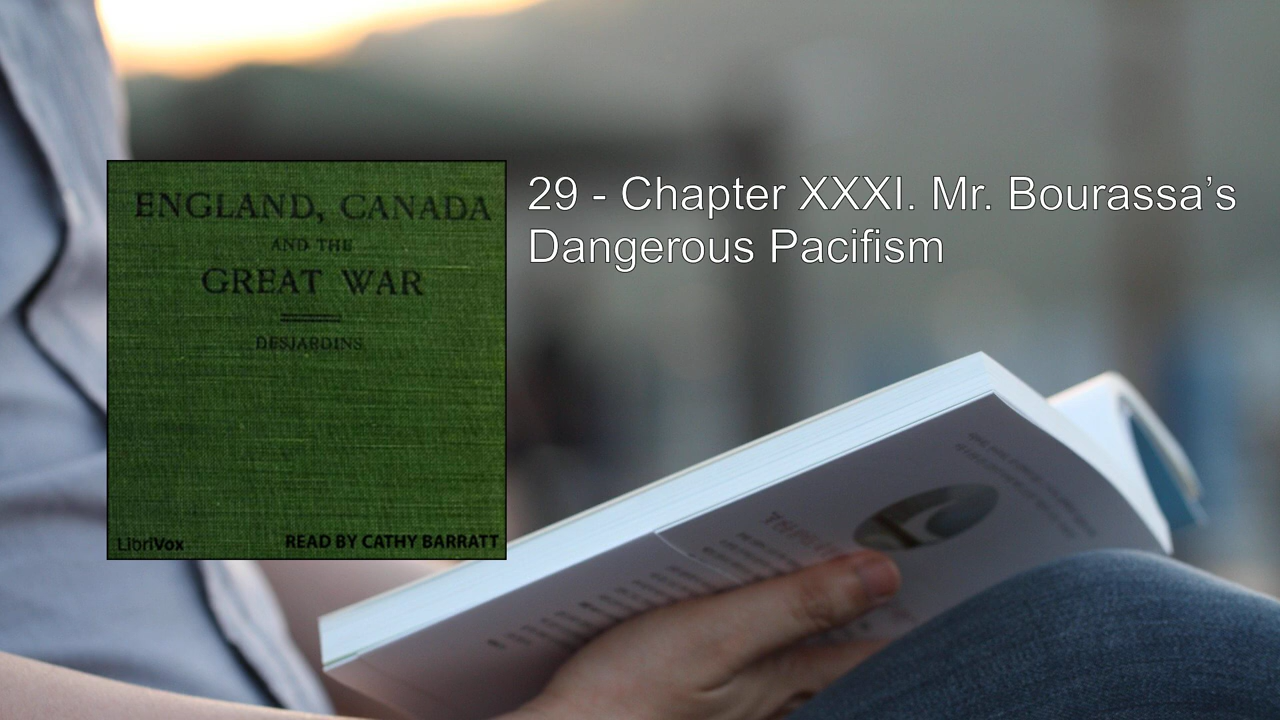 ENGLAND, CANADA
AND THE
GREAT WAR
DESJARDINS
LibriVox
READ BY CATHY BARRATT
29 - Chapter XXXI. Mr. Bourassa’s
Dangerous Pacifism